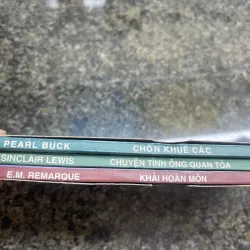 PEARL BUCK CHỐN KHUÊ CÁC
SINCLAIR LEWIS CHUYỆN TÌNH ÔNG QUAN TÒA
E.M. REMARQUE KHẢI HOÀN MÔN